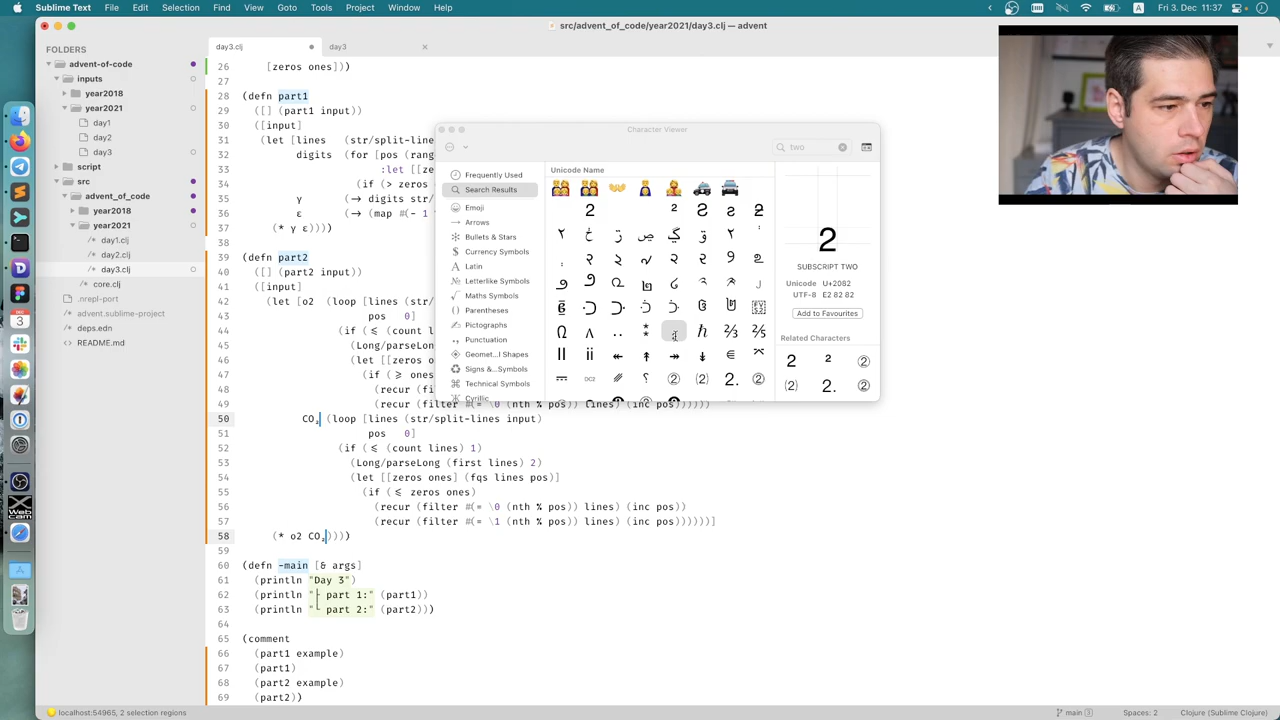 Sublime Text File Edit Selection Find View Goto Tools Project Window Help
Fri 3 Dec Clojure 11:37
src/advent_of_code/year2021/day3.clj — advent
FOLDERS
advent-of-code
inputs
year2018
year2021
day1
day2
day3
script
src
advent_of_code
year2018
year2021
/* day1.clj
/* day2.clj
/* day3.clj
/* core.clj
.nrepl-port
advent.sublime-project
deps.edn
README.md
day3.clj
day3
26 [zeros ones]))
27
28 (defn part1
29 ([] (part1 input))
30 ([input]
31 (let [lines (str/split-line
32 digits (for [pos (rang
33 :let [[ze
34 (if (> zeros
35 γ (-> digits str/
36 ε (-> (map #(- 1
37 (* γ ε))))
38
39 (defn part2
40 ([] (part2 input))
41 ([input]
42 (let [o2 (loop [lines (str/
43 pos 0]
44 (if (<= (count l
45 (Long/parseLong
46 (let [[zeros o
47 (if (>= ones
48 (recur (fi
49 (recur (filter #(= \0 (nth % pos)) lines) (inc pos)))))))
50 CO₂ (loop [lines (str/split-lines input)
51 pos 0]
52 (if (<= (count lines) 1)
53 (Long/parseLong (first lines) 2)
54 (let [[zeros ones] (fqs lines pos)]
55 (if (<= zeros ones)
56 (recur (filter #(= \0 (nth % pos)) lines) (inc pos))
57 (recur (filter #(= \1 (nth % pos)) lines) (inc pos))))))]
58 (* o2 CO₂))))
59
60 (defn -main [& args]
61 (println "Day 3")
62 (println "├ part 1:" (part1))
63 (println "└ part 2:" (part2)))
64
65 (comment
66 (part1 example)
67 (part1)
68 (part2 example)
69 (part2))
Character Viewer
two
Frequently Used
Search Results
Emoji
Arrows
Bullets & Stars
Currency Symbols
Latin
Letterlike Symbols
Maths Symbols
Parentheses
Pictographs
Punctuation
Geomet...l Shapes
Signs &...Symbols
Technical Symbols
Cyrillic
Unicode Name
SUBSCRIPT TWO
Unicode U+2082
UTF-8 E2 82 82
Add to Favourites
Related Characters
2 ² ②
(2) 2. ②
localhost:54965, 2 selection regions
main 3
Spaces: 2
Clojure (Sublime Clojure)